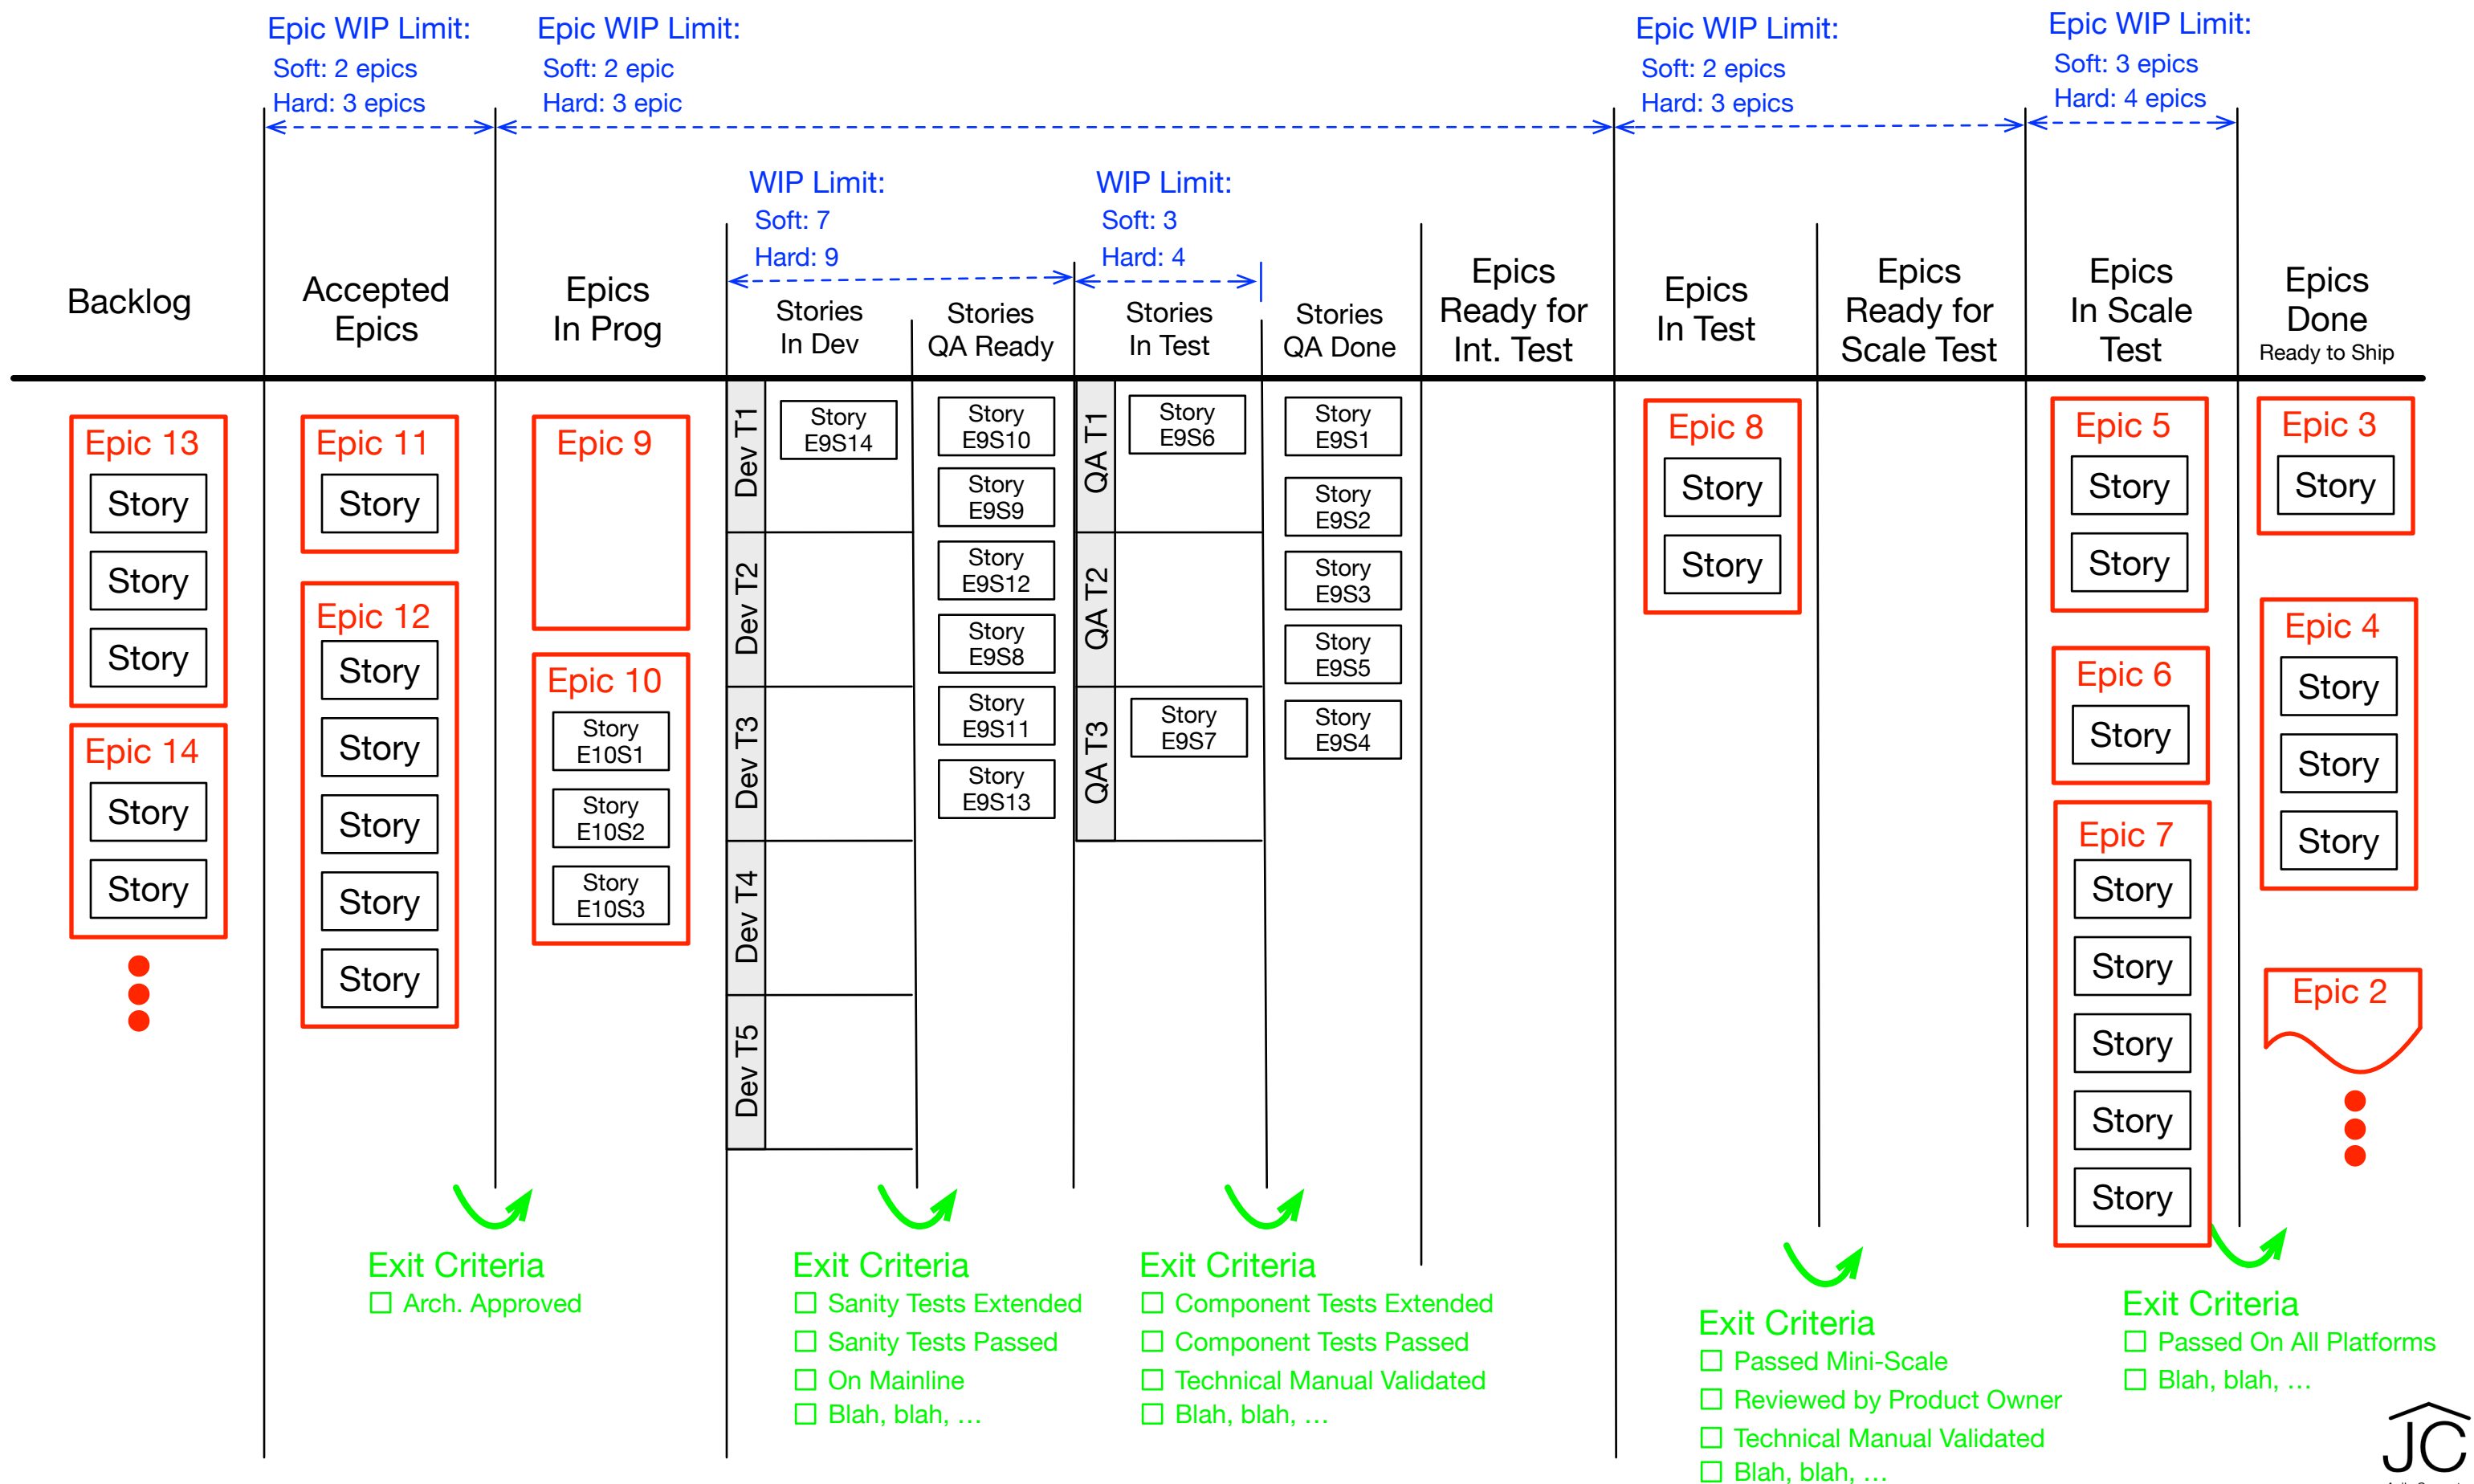 Epic WIP Limit:
Soft: 2 epics
Hard: 3 epics
Epic WIP Limit:
Soft: 2 epic
Hard: 3 epic
Epic WIP Limit:
Soft: 2 epics
Hard: 3 epics
Epic WIP Limit:
Soft: 3 epics
Hard: 4 epics
WIP Limit:
Soft: 7
Hard: 9
WIP Limit:
Soft: 3
Hard: 4
Backlog
Accepted
Epics
Epics
In Prog
Stories
In Dev
Stories
QA Ready
Stories
In Test
Stories
QA Done
Epics
Ready for
Int. Test
Epics
In Test
Epics
Ready for
Scale Test
Epics
In Scale
Test
Epics
Done
Ready to Ship
Epic 13
Story
Story
Story
Epic 14
Story
Story
Epic 11
Story
Epic 12
Story
Story
Story
Story
Story
Epic 9
Epic 10
Story
E10S1
Story
E10S2
Story
E10S3
Dev T1
Dev T2
Dev T3
Dev T4
Dev T5
Story
E9S14
Story
E9S10
Story
E9S9
Story
E9S12
Story
E9S8
Story
E9S11
Story
E9S13
QA T1
QA T2
QA T3
Story
E9S6
Story
E9S7
Story
E9S1
Story
E9S2
Story
E9S3
Story
E9S5
Story
E9S4
Epic 8
Story
Story
Epic 5
Story
Story
Epic 6
Story
Epic 7
Story
Story
Story
Story
Story
Epic 3
Story
Epic 4
Story
Story
Story
Epic 2
Exit Criteria
Arch. Approved
Exit Criteria
Sanity Tests Extended
Sanity Tests Passed
On Mainline
Blah, blah, …
Exit Criteria
Component Tests Extended
Component Tests Passed
Technical Manual Validated
Blah, blah, …
Exit Criteria
Passed Mini-Scale
Reviewed by Product Owner
Technical Manual Validated
Blah, blah, …
Exit Criteria
Passed On All Platforms
Blah, blah, …
JC